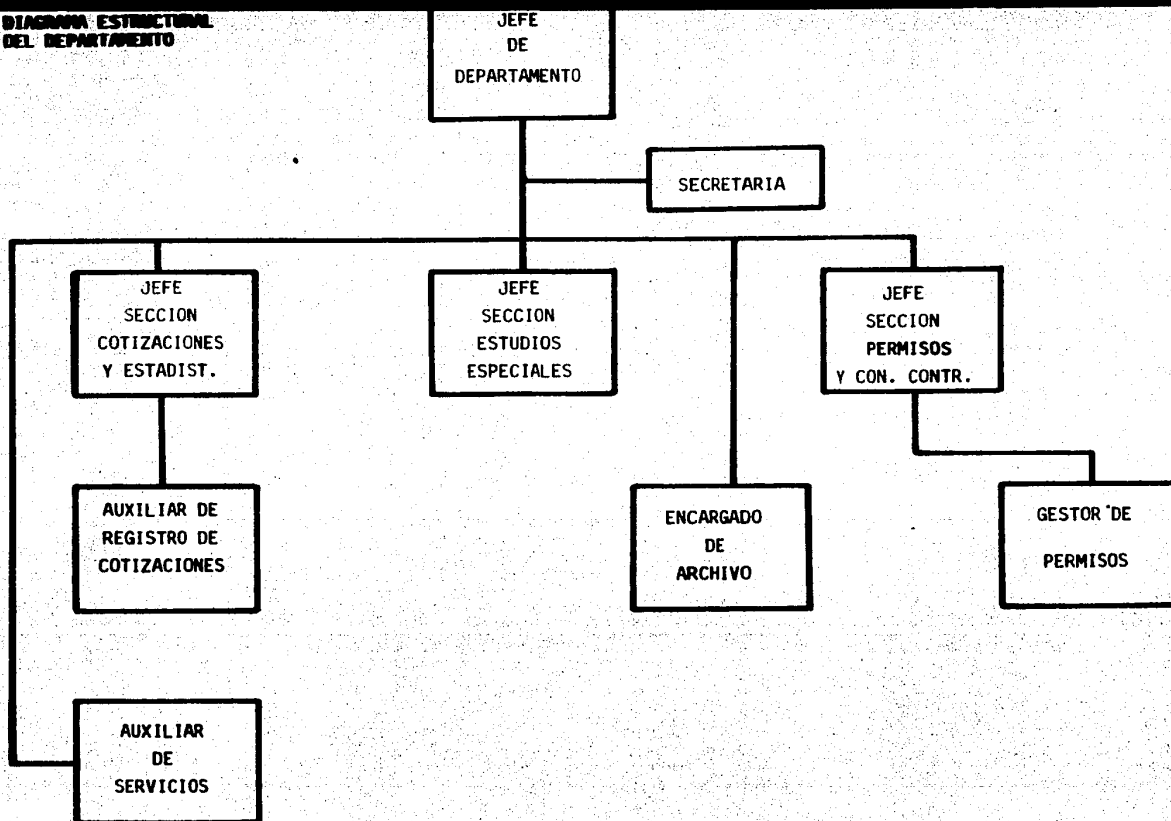 DIAGRAMA ESTRUCTURAL
DEL DEPARTAMENTO
JEFE
DE
DEPARTAMENTO
SECRETARIA
JEFE
SECCION
COTIZACIONES
Y ESTADIST.
JEFE
SECCION
ESTUDIOS
ESPECIALES
JEFE
SECCION
PERMISOS
Y CON. CONTR.
AUXILIAR DE
REGISTRO DE
COTIZACIONES
ENCARGADO
DE
ARCHIVO
GESTOR DE
PERMISOS
AUXILIAR
DE
SERVICIOS